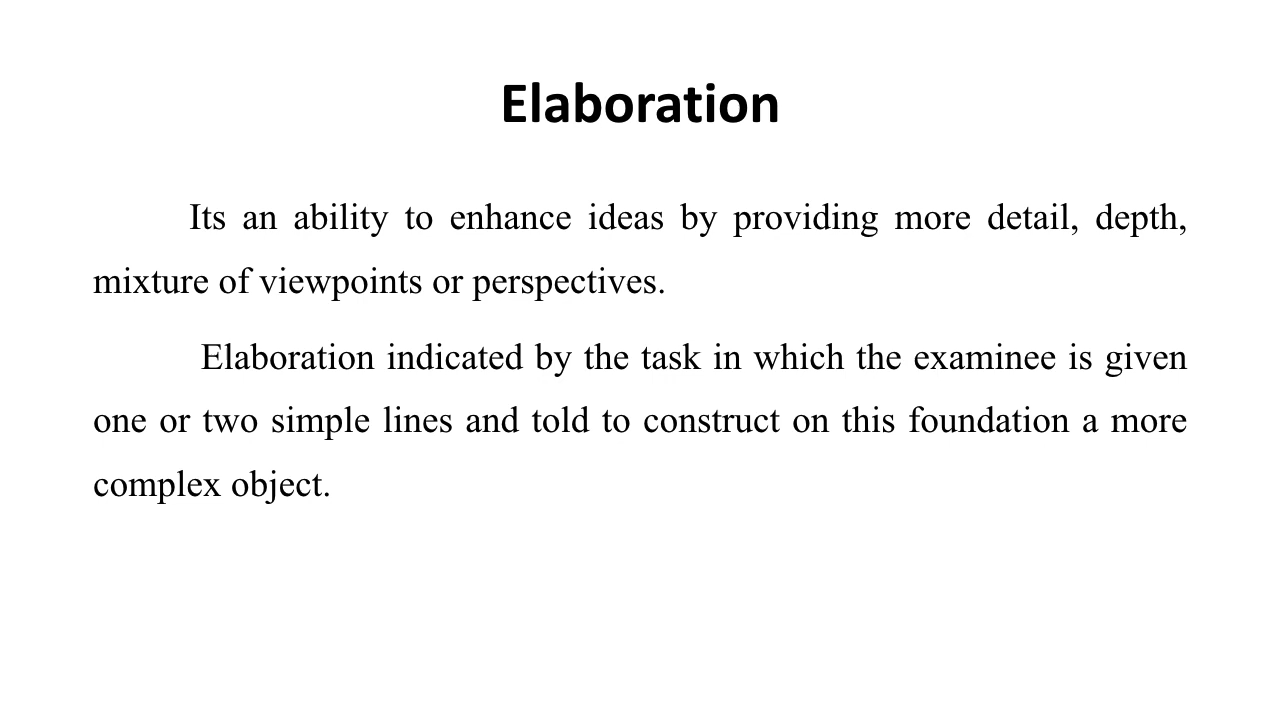 Elaboration
Its an ability to enhance ideas by providing more detail, depth,
mixture of viewpoints or perspectives.
Elaboration indicated by the task in which the examinee is given
one or two simple lines and told to construct on this foundation a more
complex object.